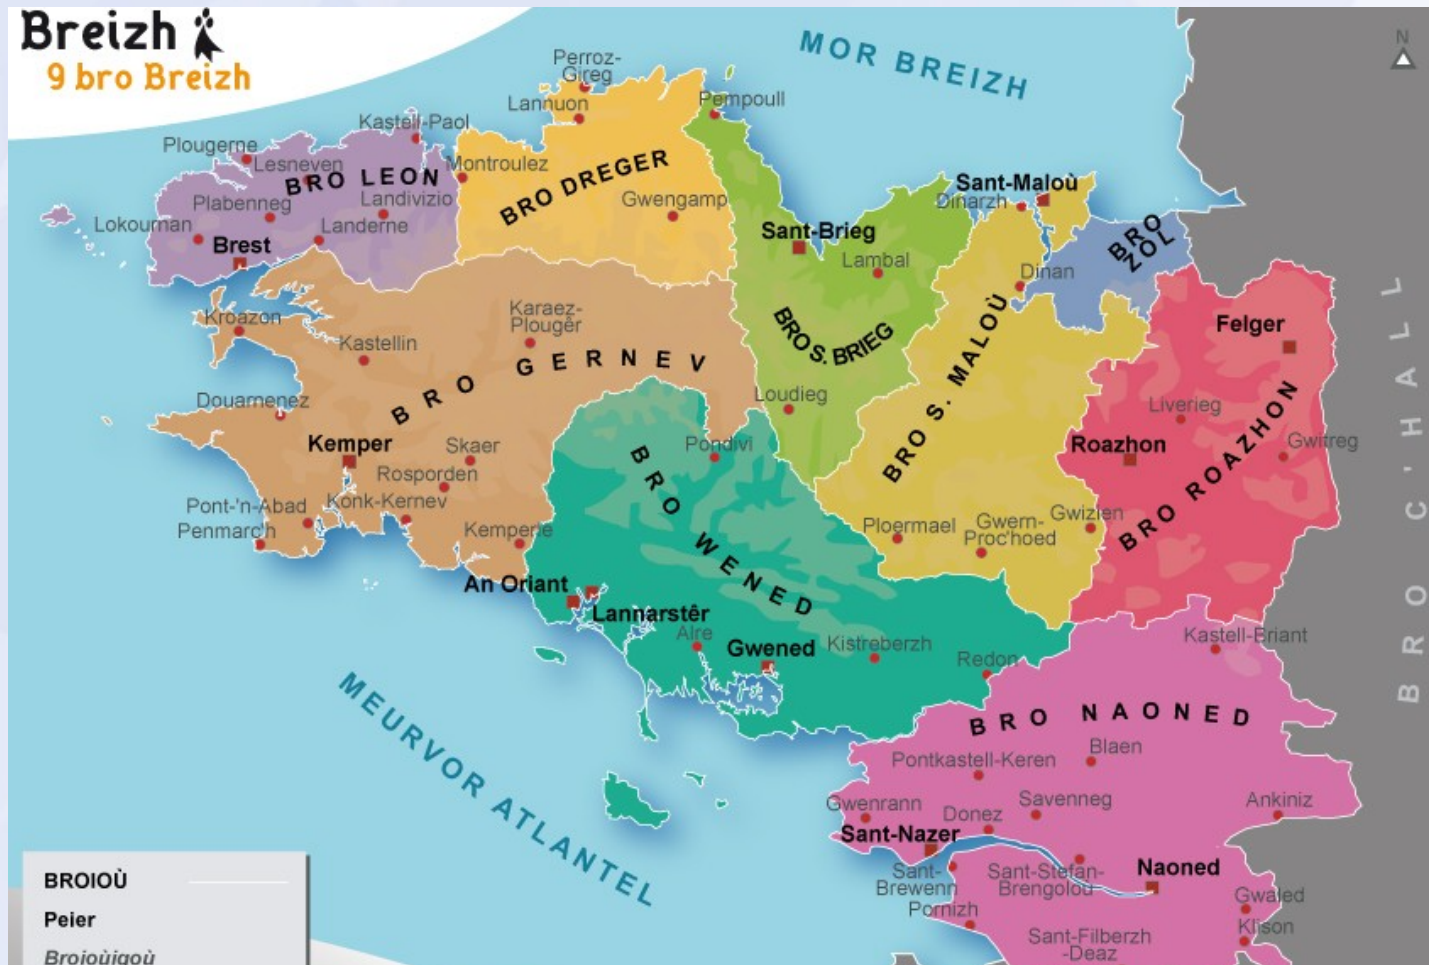 Breizh
9 bro Breizh
MOR BREIZH
N
Perroz-
Gireg
Lannuon
Pempoull
Kastell-Paol
Plougerne
Lesneven
Montroulez
BRO LEON
BRO DREGER
Plabenneg
Landivizio
Gwengamp
Lokournan
Landerne
Brest
Sant-Maloù
Dinarzh
Sant-Brieg
BRO
ZOL
Lambal
Dinan
Kroazon
Karaez-
Plougêr
Kastellin
BRO GERNEV
BRO S. BRIEG
BRO S. MALOÙ
Felger
Douarnenez
Loudieg
Liverieg
Kemper
Skaer
Pondivi
Roazhon
Gwitreg
BRO ROAZHON
Rosporden
Pont-'n-Abad
Konk-Kernev
BRO WENED
Penmarc'h
Kemperle
Ploermael
Gwern-
Proc'hoed
Gwizien
An Oriant
Lannarstêr
Alre
Gwened
Kistreberzh
Redon
Kastell-Briant
BRO C'HALL
MEURVOR ATLANTEL
BRO NAONED
Pontkastell-Keren
Blaen
Gwenrann
Donez
Savenneg
Ankiniz
Sant-Nazer
Sant-
Brewenn
Sant-Stefan-
Brengoloù
Naoned
Pornizh
Gwaled
Klison
Sant-Filberzh
-Deaz
BROIOÙ
Peier
Broioùigoù